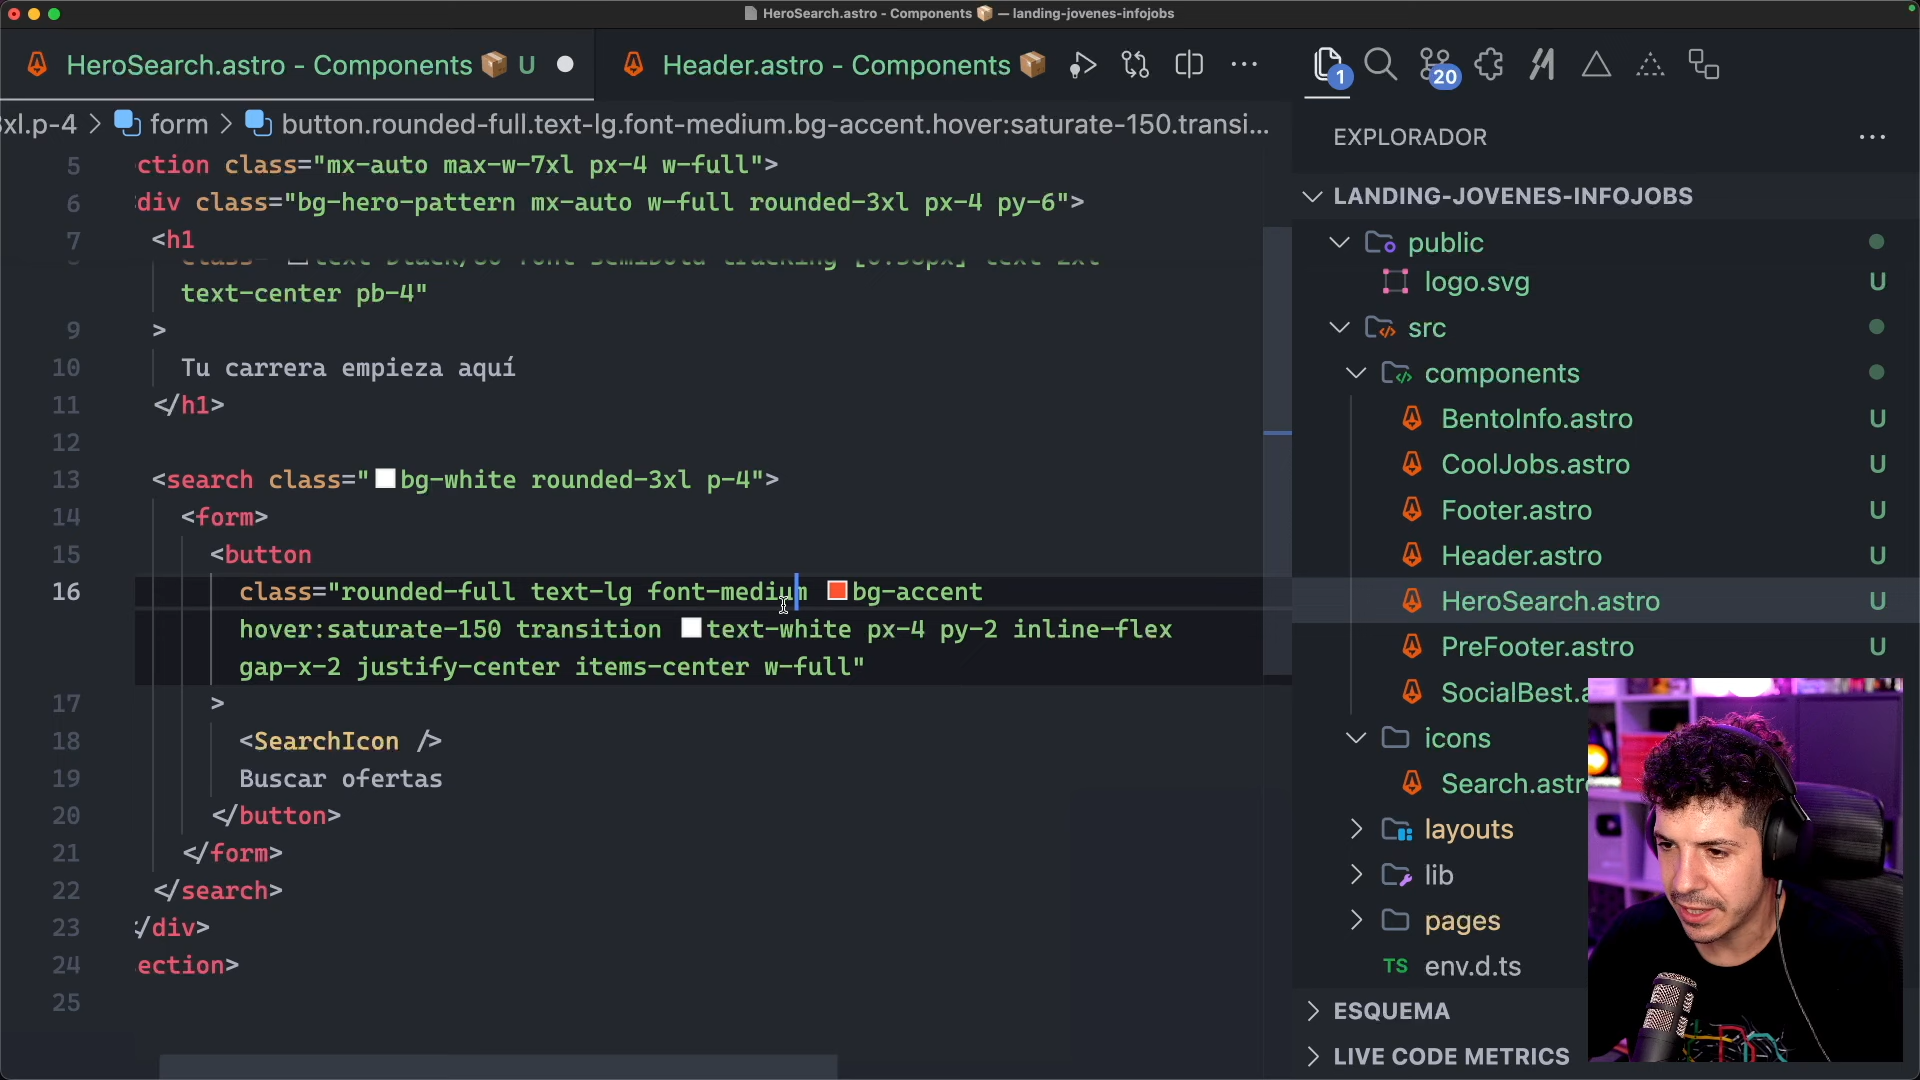 HeroSearch.astro - Components 📦 — landing-jovenes-infojobs
HeroSearch.astro - Components 📦 U
Header.astro - Components 📦
1
20
3xl.p-4 > form > button.rounded-full.text-lg.font-medium.bg-accent.hover:saturate-150.transi...
5 ction class="mx-auto max-w-7xl px-4 w-full">
6 div class="bg-hero-pattern mx-auto w-full rounded-3xl px-4 py-6">
7 <h1
text-center pb-4"
9 >
10 Tu carrera empieza aquí
11 </h1>
12
13 <search class="bg-white rounded-3xl p-4">
14 <form>
15 <button
16 class="rounded-full text-lg font-medium bg-accent
hover:saturate-150 transition text-white px-4 py-2 inline-flex
gap-x-2 justify-center items-center w-full"
17 >
18 <SearchIcon />
19 Buscar ofertas
20 </button>
21 </form>
22 </search>
23 /div>
24 ection>
25
EXPLORADOR
LANDING-JOVENES-INFOJOBS
public
logo.svg U
src
components
BentoInfo.astro U
CoolJobs.astro U
Footer.astro U
Header.astro U
HeroSearch.astro U
PreFooter.astro U
SocialBest.a
icons
Search.astr
layouts
lib
pages
TS env.d.ts
ESQUEMA
LIVE CODE METRICS